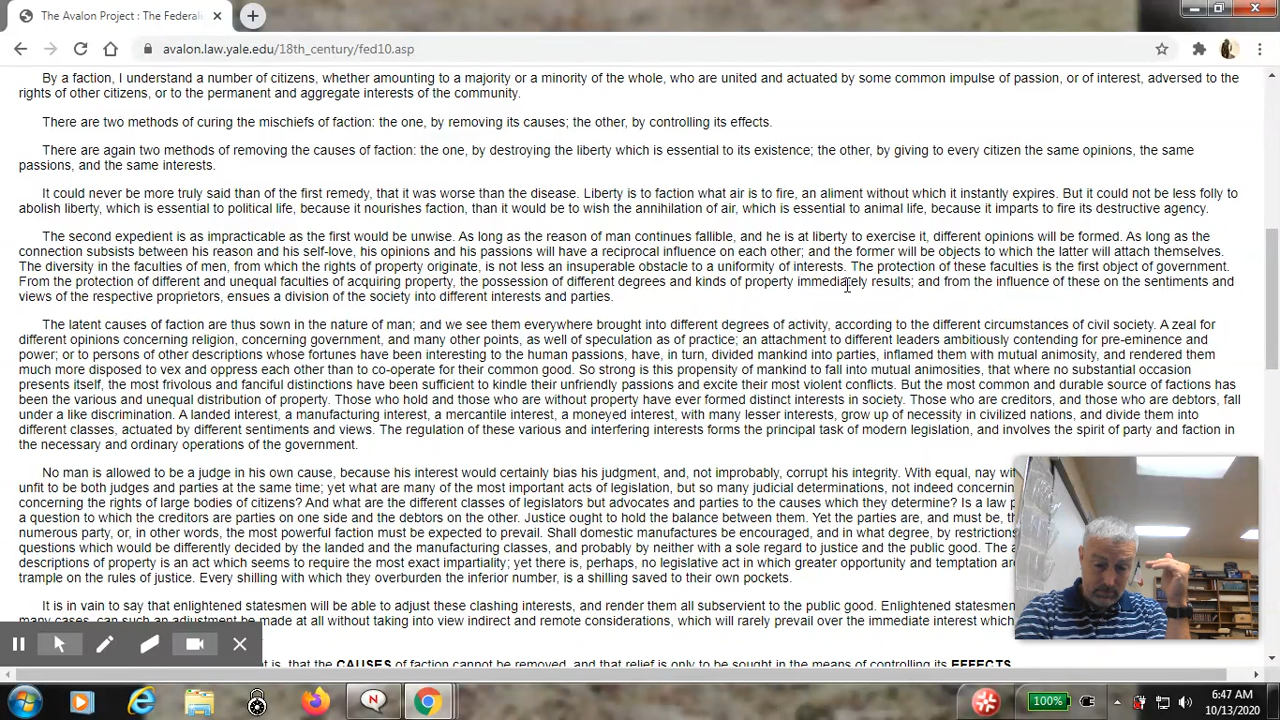 The Avalon Project : The Federali
avalon.law.yale.edu/18th_century/fed10.asp
By a faction, I understand a number of citizens, whether amounting to a majority or a minority of the whole, who are united and actuated by some common impulse of passion, or of interest, adversed to the
rights of other citizens, or to the permanent and aggregate interests of the community.
There are two methods of curing the mischiefs of faction: the one, by removing its causes; the other, by controlling its effects.
There are again two methods of removing the causes of faction: the one, by destroying the liberty which is essential to its existence; the other, by giving to every citizen the same opinions, the same
passions, and the same interests.
It could never be more truly said than of the first remedy, that it was worse than the disease. Liberty is to faction what air is to fire, an aliment without which it instantly expires. But it could not be less folly to
abolish liberty, which is essential to political life, because it nourishes faction, than it would be to wish the annihilation of air, which is essential to animal life, because it imparts to fire its destructive agency.
The second expedient is as impracticable as the first would be unwise. As long as the reason of man continues fallible, and he is at liberty to exercise it, different opinions will be formed. As long as the
connection subsists between his reason and his self-love, his opinions and his passions will have a reciprocal influence on each other; and the former will be objects to which the latter will attach themselves.
The diversity in the faculties of men, from which the rights of property originate, is not less an insuperable obstacle to a uniformity of interests. The protection of these faculties is the first object of government.
From the protection of different and unequal faculties of acquiring property, the possession of different degrees and kinds of property immediately results; and from the influence of these on the sentiments and
views of the respective proprietors, ensues a division of the society into different interests and parties.
The latent causes of faction are thus sown in the nature of man; and we see them everywhere brought into different degrees of activity, according to the different circumstances of civil society. A zeal for
different opinions concerning religion, concerning government, and many other points, as well of speculation as of practice; an attachment to different leaders ambitiously contending for pre-eminence and
power; or to persons of other descriptions whose fortunes have been interesting to the human passions, have, in turn, divided mankind into parties, inflamed them with mutual animosity, and rendered them
much more disposed to vex and oppress each other than to co-operate for their common good. So strong is this propensity of mankind to fall into mutual animosities, that where no substantial occasion
presents itself, the most frivolous and fanciful distinctions have been sufficient to kindle their unfriendly passions and excite their most violent conflicts. But the most common and durable source of factions has
been the various and unequal distribution of property. Those who hold and those who are without property have ever formed distinct interests in society. Those who are creditors, and those who are debtors, fall
under a like discrimination. A landed interest, a manufacturing interest, a mercantile interest, a moneyed interest, with many lesser interests, grow up of necessity in civilized nations, and divide them into
different classes, actuated by different sentiments and views. The regulation of these various and interfering interests forms the principal task of modern legislation, and involves the spirit of party and faction in
the necessary and ordinary operations of the government.
No man is allowed to be a judge in his own cause, because his interest would certainly bias his judgment, and, not improbably, corrupt his integrity. With equal, nay wit
unfit to be both judges and parties at the same time; yet what are many of the most important acts of legislation, but so many judicial determinations, not indeed concernin
concerning the rights of large bodies of citizens? And what are the different classes of legislators but advocates and parties to the causes which they determine? Is a law p
a question to which the creditors are parties on one side and the debtors on the other. Justice ought to hold the balance between them. Yet the parties are, and must be, th
numerous party, or, in other words, the most powerful faction must be expected to prevail. Shall domestic manufactures be encouraged, and in what degree, by restrictions
questions which would be differently decided by the landed and the manufacturing classes, and probably by neither with a sole regard to justice and the public good. The a
descriptions of property is an act which seems to require the most exact impartiality; yet there is, perhaps, no legislative act in which greater opportunity and temptation are
trample on the rules of justice. Every shilling with which they overburden the inferior number, is a shilling saved to their own pockets.
It is in vain to say that enlightened statesmen will be able to adjust these clashing interests, and render them all subservient to the public good. Enlightened statesmen
many cases, can such an adjustment be made at all without taking into view indirect and remote considerations, which will rarely prevail over the immediate interest which
is, that the CAUSES of faction cannot be removed, and that relief is only to be sought in the means of controlling its EFFECTS.
100%
6:47 AM
10/13/2020